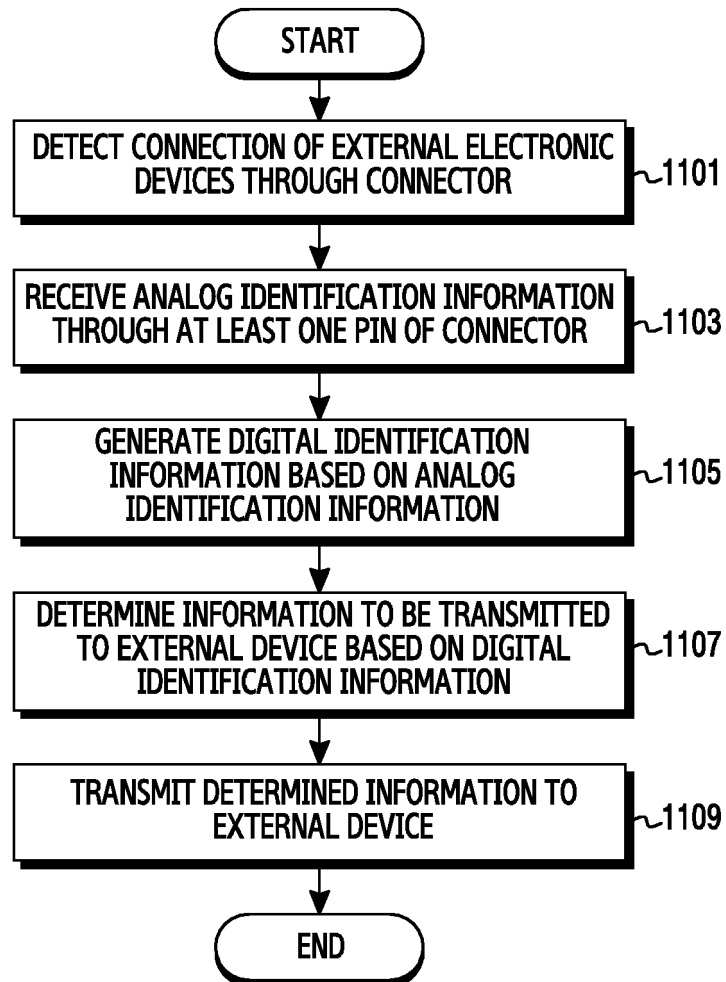 START
DETECT CONNECTION OF EXTERNAL ELECTRONIC
DEVICES THROUGH CONNECTOR
1101
RECEIVE ANALOG IDENTIFICATION INFORMATION
THROUGH AT LEAST ONE PIN OF CONNECTOR
1103
GENERATE DIGITAL IDENTIFICATION
INFORMATION BASED ON ANALOG
IDENTIFICATION INFORMATION
1105
DETERMINE INFORMATION TO BE TRANSMITTED
TO EXTERNAL DEVICE BASED ON DIGITAL
IDENTIFICATION INFORMATION
1107
TRANSMIT DETERMINED INFORMATION TO
EXTERNAL DEVICE
1109
END